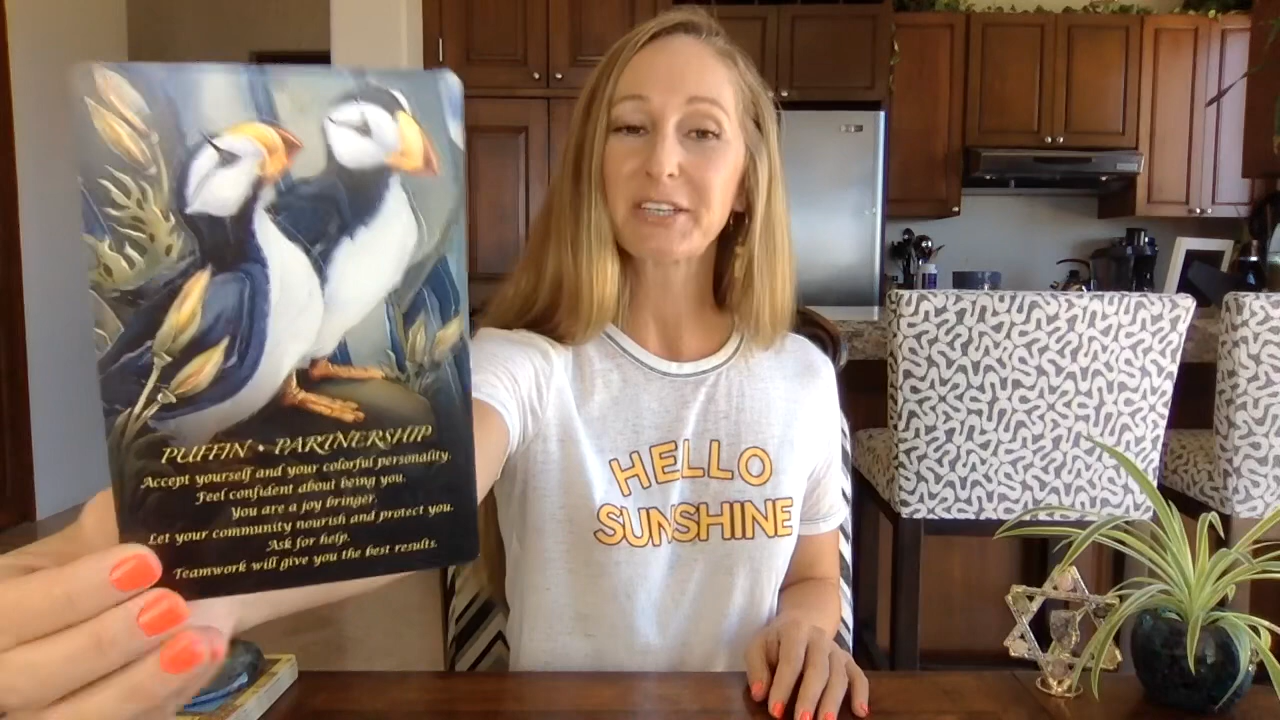 PUFFIN • PARTNERSHIP
Accept yourself and your colorful personality.
Feel confident about being you.
You are a joy bringer.
Let your community nourish and protect you.
Ask for help.
Teamwork will give you the best results.
HELLO
SUNSHINE